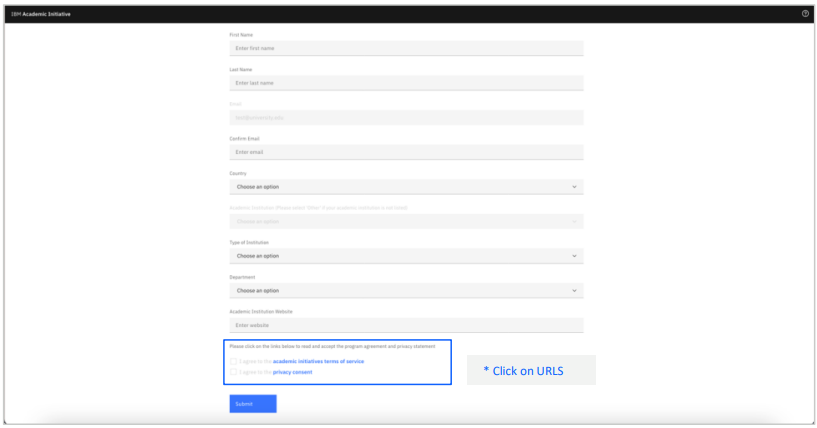 IBM Academic Initiative
First Name
Enter first name
Last Name
Enter last name
Email
test@university.edu
Confirm Email
Enter email
Country
Choose an option
Academic Institution (Please select 'Other' if your academic institution is not listed)
Choose an option
Type of Institution
Choose an option
Department
Choose an option
Academic Institution Website
Enter website
Please click on the links below to read and accept the program agreement and privacy statement
I agree to the academic initiatives terms of service
* Click on URLS
I agree to the privacy consent
Submit